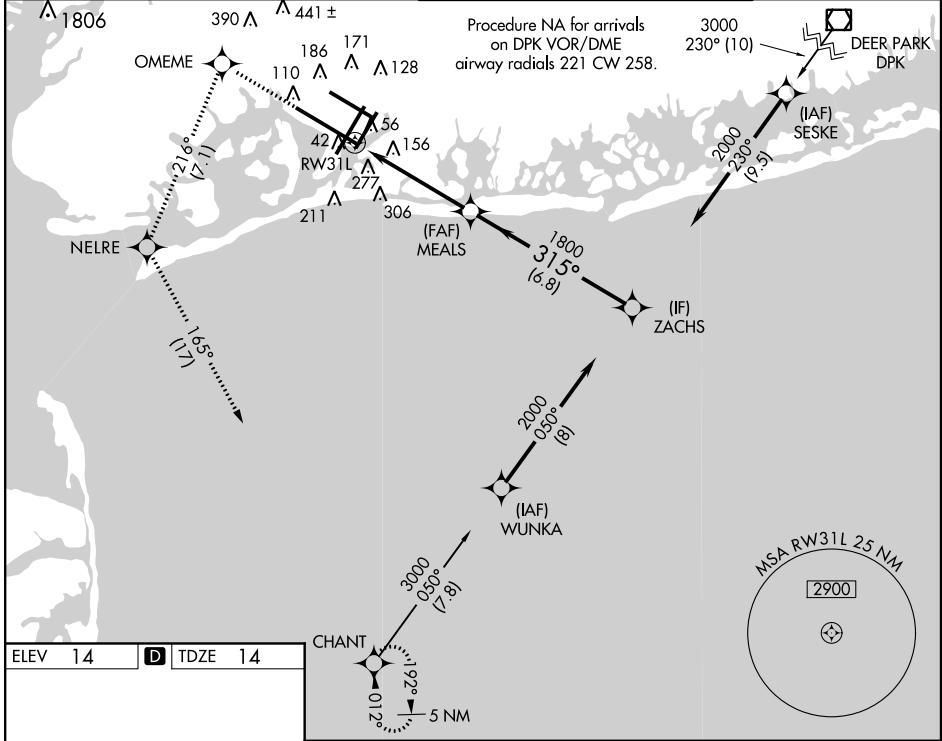 1806
390
441 ±
OMEME
186
171
128
110
42
56
156
RW31L
277
211
306
Procedure NA for arrivals
on DPK VOR/DME
airway radials 221 CW 258.
3000
230° (10)
DEER PARK
DPK
(IAF)
SESKE
2000
230°
(9.5)
216°
(7.1)
NELRE
(FAF)
MEALS
1800
315°
(6.8)
(IF)
ZACHS
165°
(17)
2000
050°
(8)
(IAF)
WUNKA
3000
050°
(7.8)
CHANT
192°
012°
5 NM
MSA RW31L 25 NM
2900
ELEV 14 D TDZE 14